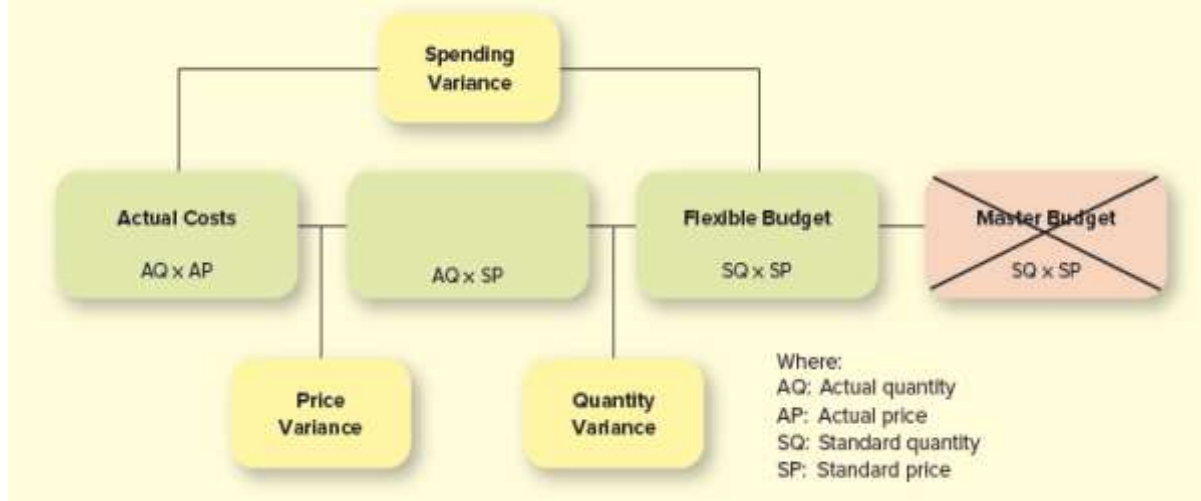 Spending
Variance
Actual Costs
AQ x AP
AQ x SP
Flexible Budget
SQ x SP
Master Budget
SQ x SP
Price
Variance
Quantity
Variance
Where:
AQ: Actual quantity
AP: Actual price
SQ: Standard quantity
SP: Standard price